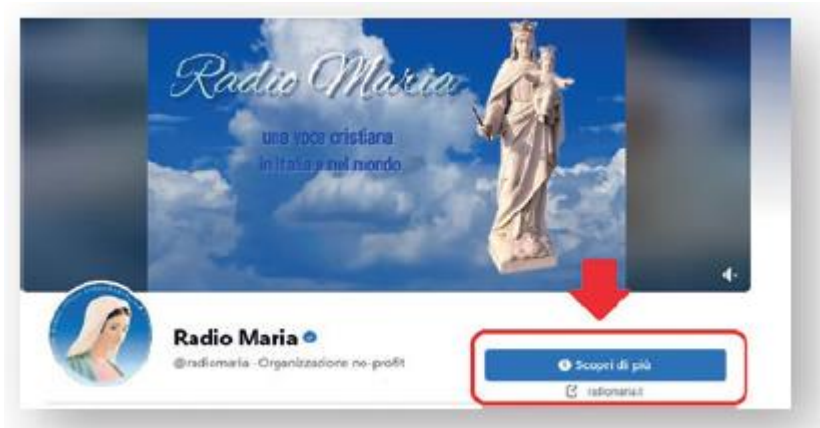 Radio Maria
una voce cristiana
in Italia e nel mondo
Radio Maria
@radiomaria · Organizzazione no-profit
Scopri di più
radiomaria.it